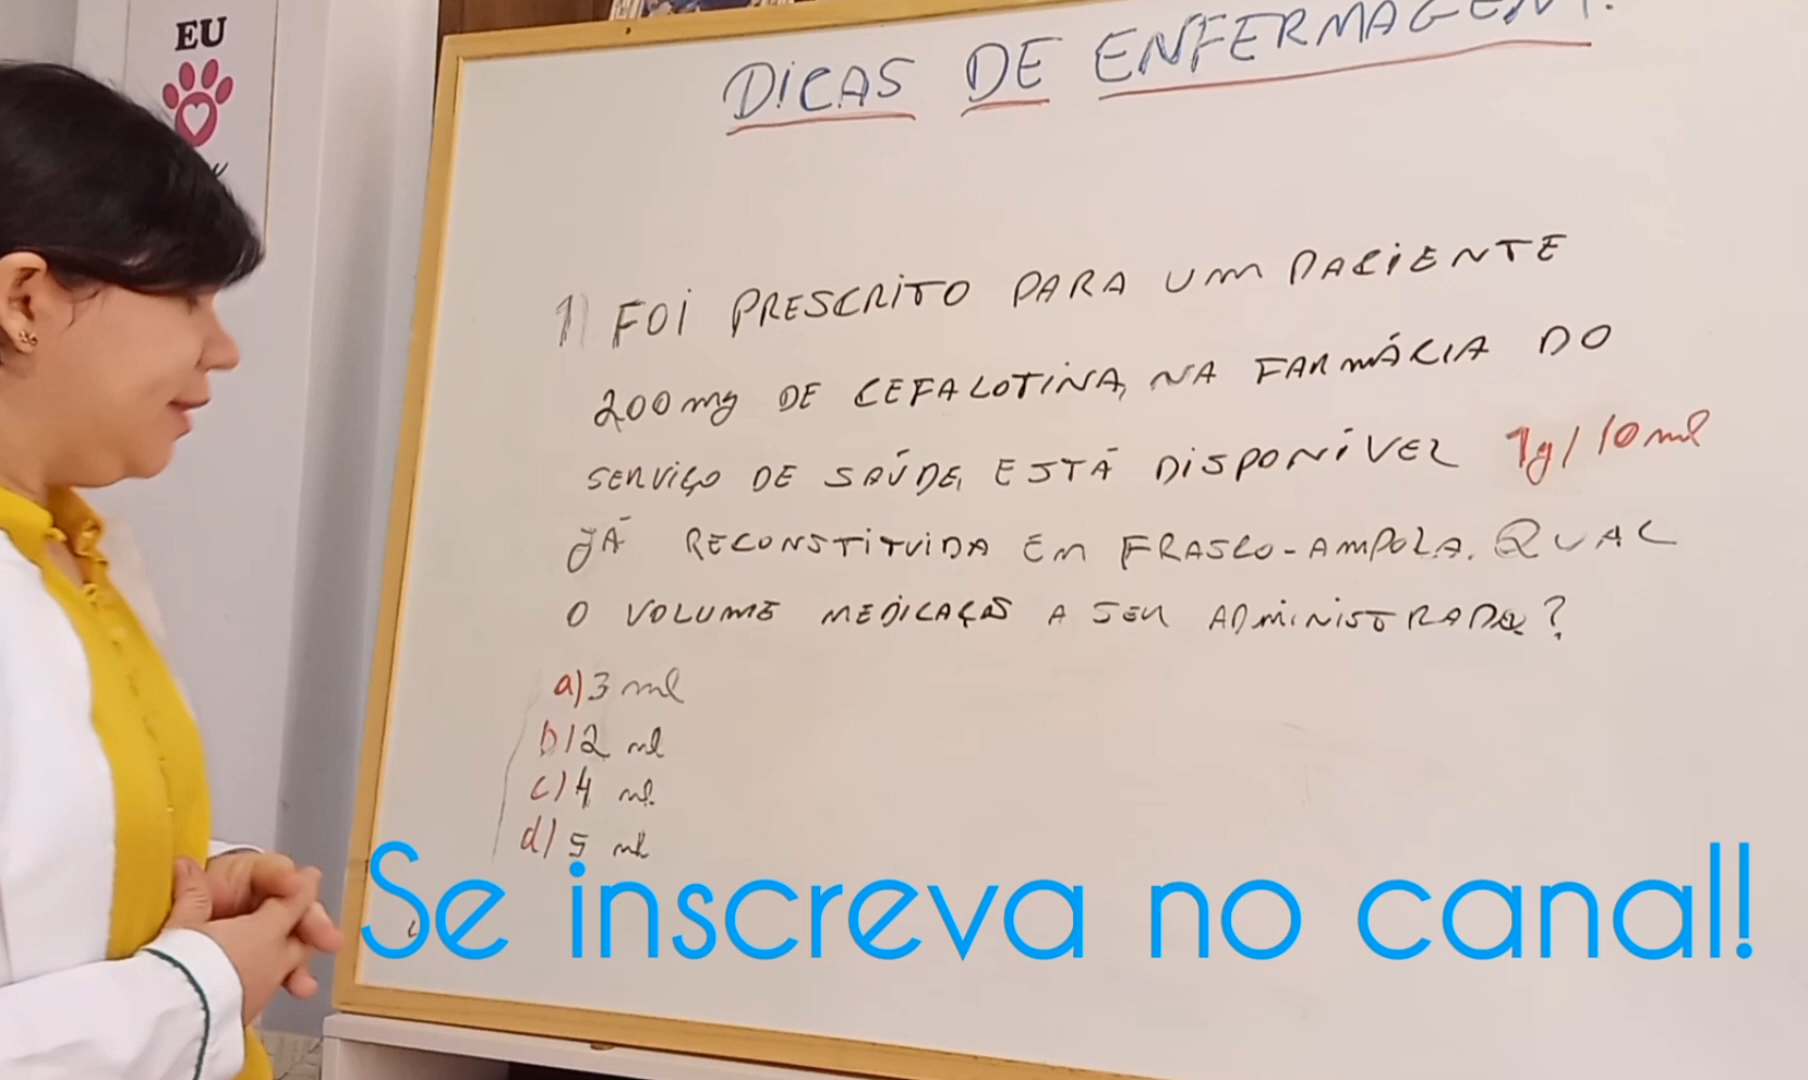 EU
DICAS DE ENFERMAGEM.
1) FOI PRESCRITO PARA UM PACIENTE
200mg DE CEFALOTINA, NA FARMÁCIA DO
SERVIÇO DE SAÚDE, ESTÁ DISPONÍVEL 1g/10ml
JÁ RECONSTITUIDA EM FRASCO-AMPOLA. QUAL
O VOLUME MEDICAÇÃO A SER ADMINISTRADA?
a) 3 ml
b) 2 ml
c) 4 ml
d) 5 ml
Se inscreva no canal!